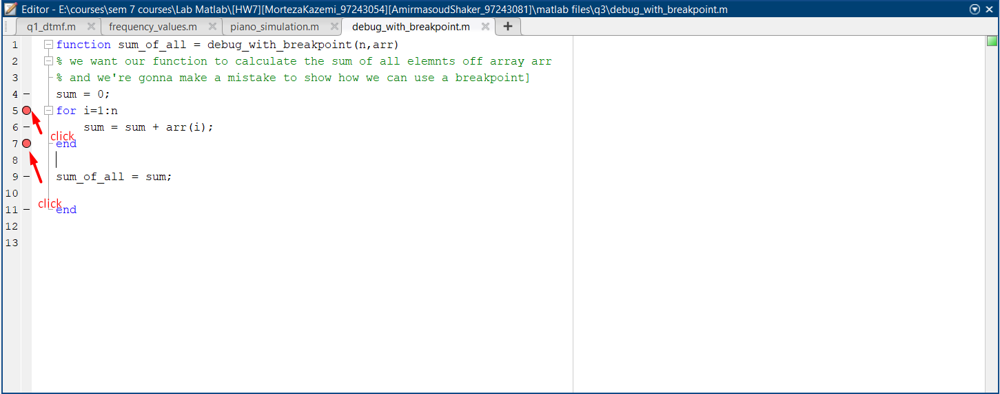 Editor - E:\courses\sem 7 courses\Lab Matlab\[HW7][MortezaKazemi_97243054][AmirmasoudShaker_97243081]\matlab files\q3\debug_with_breakpoint.m
q1_dtmf.m frequency_values.m piano_simulation.m debug_with_breakpoint.m
1 function sum_of_all = debug_with_breakpoint(n,arr)
2 % we want our function to calculate the sum of all elemnts off array arr
3 % and we're gonna make a mistake to show how we can use a breakpoint]
4 sum = 0;
5 for i=1:n
6 sum = sum + arr(i);
click
7 end
8
9 sum_of_all = sum;
10
click
11 end
12
13